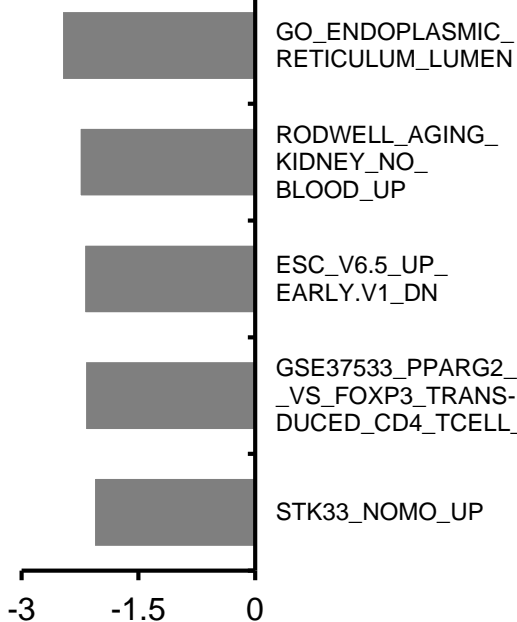 GO_ENDOPLASMIC_
RETICULUM_LUMEN
RODWELL_AGING_
KIDNEY_NO_
BLOOD_UP
ESC_V6.5_UP_
EARLY.V1_DN
GSE37533_PPARG2_
_VS_FOXP3_TRANS-
DUCED_CD4_TCELL_
STK33_NOMO_UP
-3 -1.5 0